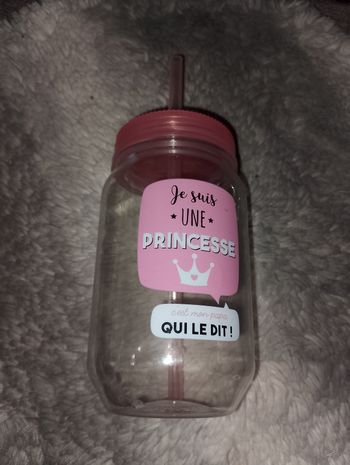 Je suis
UNE
PRINCESSE
c'est mon papa
QUI LE DIT !